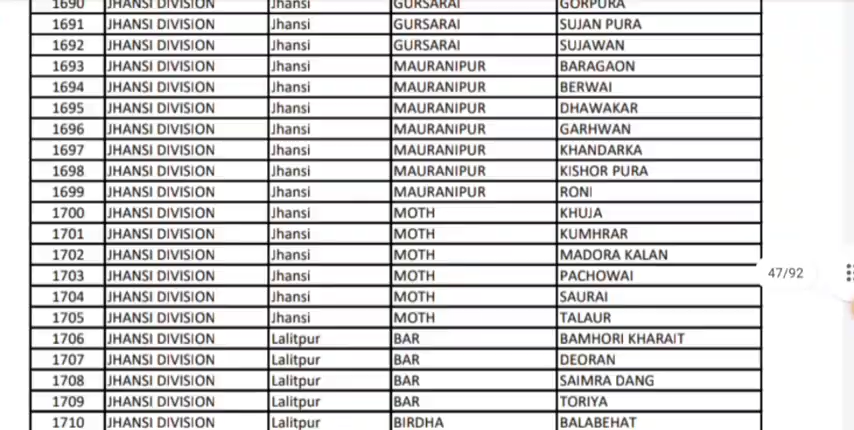 1690 JHANSI DIVISION Jhansi GURSARAI GORPURA
1691 JHANSI DIVISION Jhansi GURSARAI SUJAN PURA
1692 JHANSI DIVISION Jhansi GURSARAI SUJAWAN
1693 JHANSI DIVISION Jhansi MAURANIPUR BARAGAON
1694 JHANSI DIVISION Jhansi MAURANIPUR BERWAI
1695 JHANSI DIVISION Jhansi MAURANIPUR DHAWAKAR
1696 JHANSI DIVISION Jhansi MAURANIPUR GARHWAN
1697 JHANSI DIVISION Jhansi MAURANIPUR KHANDARKA
1698 JHANSI DIVISION Jhansi MAURANIPUR KISHOR PURA
1699 JHANSI DIVISION Jhansi MAURANIPUR RONI
1700 JHANSI DIVISION Jhansi MOTH KHUJA
1701 JHANSI DIVISION Jhansi MOTH KUMHRAR
1702 JHANSI DIVISION Jhansi MOTH MADORA KALAN
1703 JHANSI DIVISION Jhansi MOTH PACHOWAI 47/92
1704 JHANSI DIVISION Jhansi MOTH SAURAI
1705 JHANSI DIVISION Jhansi MOTH TALAUR
1706 JHANSI DIVISION Lalitpur BAR BAMHORI KHARAIT
1707 JHANSI DIVISION Lalitpur BAR DEORAN
1708 JHANSI DIVISION Lalitpur BAR SAIMRA DANG
1709 JHANSI DIVISION Lalitpur BAR TORIYA
1710 JHANSI DIVISION Lalitpur BIRDHA BALABEHAT